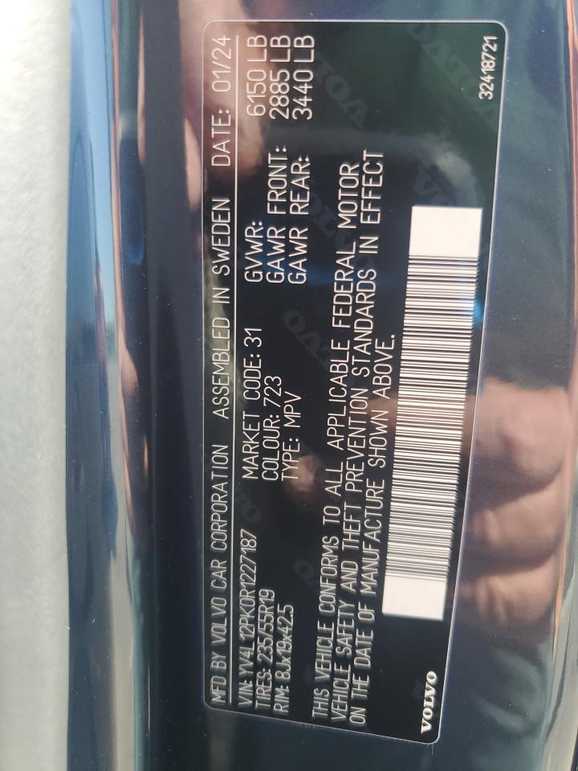 MFD BY VOLVO CAR CORPORATION ASSEMBLED IN SWEDEN DATE: 01/24
VIN: YV4L12PK0R1227187 MARKET CODE: 31 GVWR: 6150 LB
TIRES: 235/55R19 COLOUR: 723 GAWR FRONT: 2885 LB
RIM: 8Jx19x42.5 TYPE: MPV GAWR REAR: 3440 LB
THIS VEHICLE CONFORMS TO ALL APPLICABLE FEDERAL MOTOR
VEHICLE SAFETY AND THEFT PREVENTION STANDARDS IN EFFECT
ON THE DATE OF MANUFACTURE SHOWN ABOVE.
VOLVO 32418721